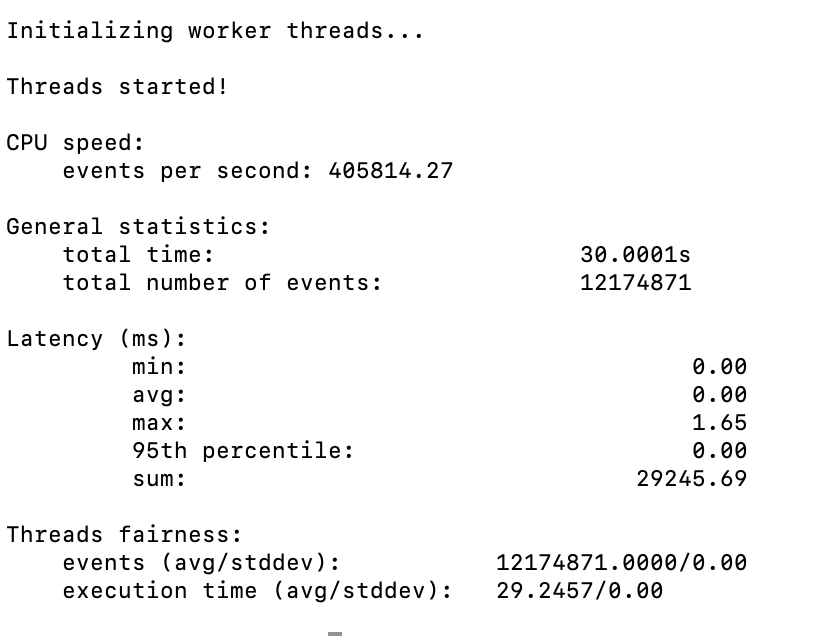 Initializing worker threads...
Threads started!
CPU speed:
events per second: 405814.27
General statistics:
total time: 30.0001s
total number of events: 12174871
Latency (ms):
min: 0.00
avg: 0.00
max: 1.65
95th percentile: 0.00
sum: 29245.69
Threads fairness:
events (avg/stddev): 12174871.0000/0.00
execution time (avg/stddev): 29.2457/0.00